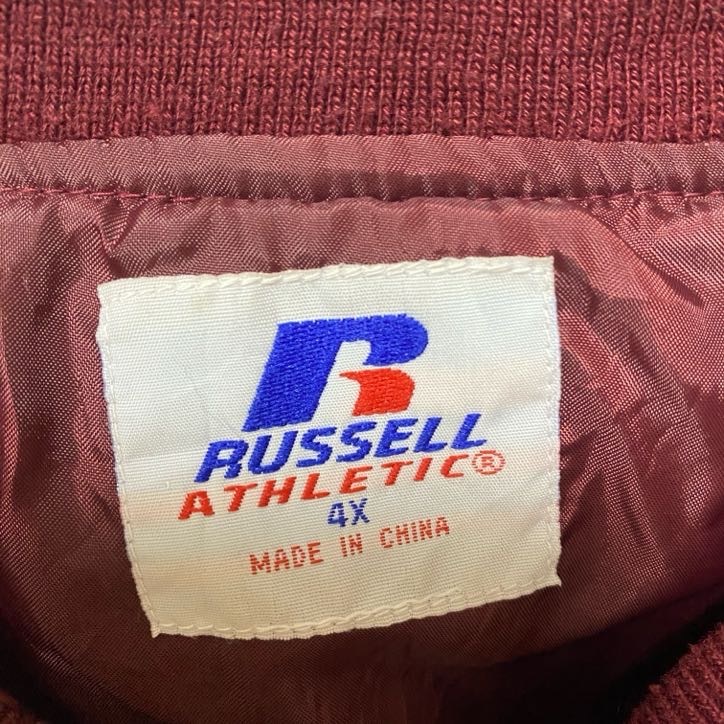 RUSSELL
ATHLETIC®
4X
MADE IN CHINA